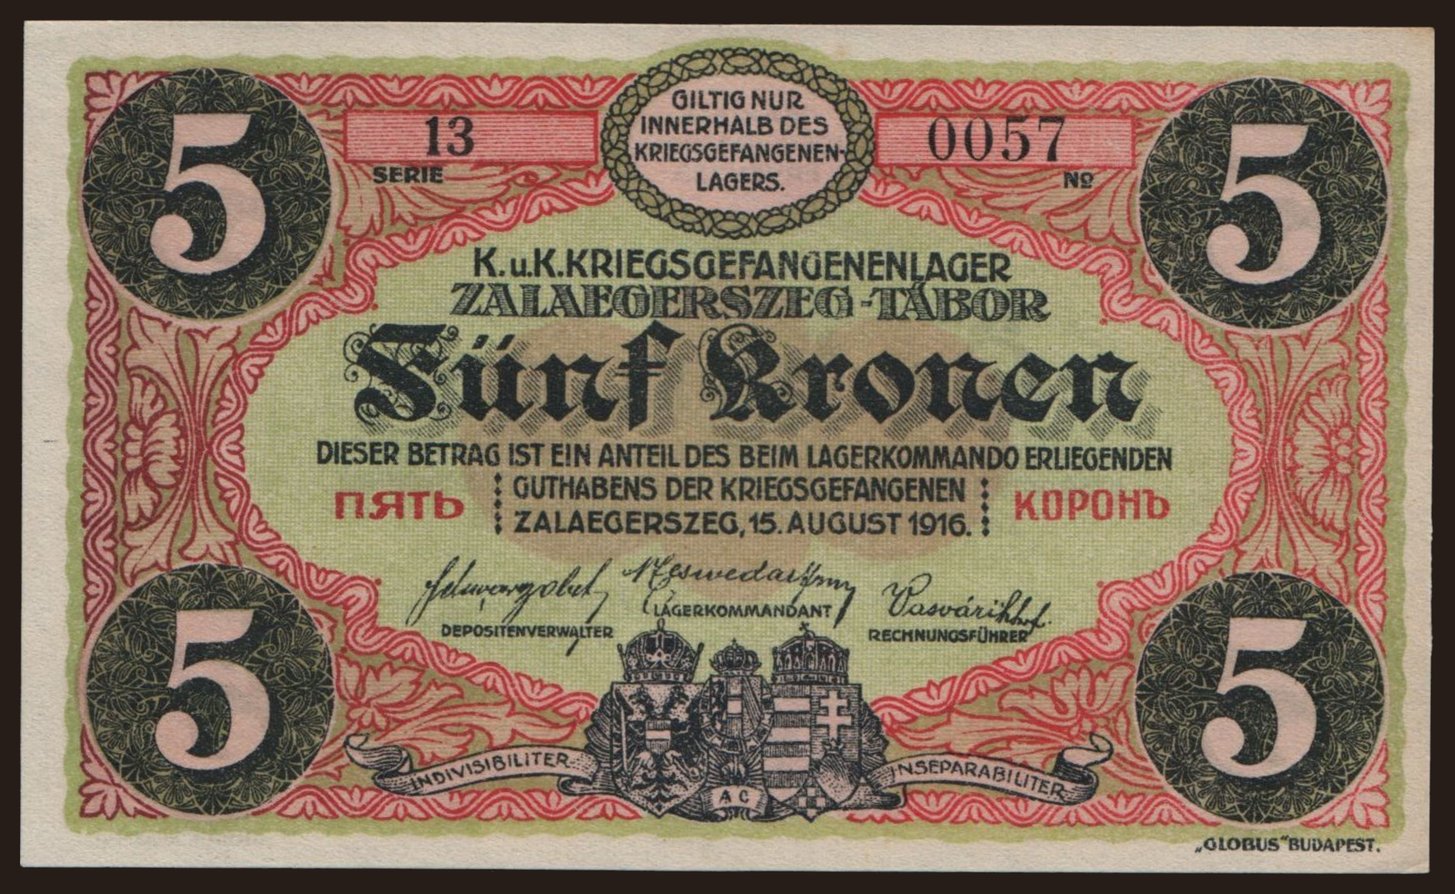 GILTIG NUR
INNERHALB DES
KRIEGSGEFANGENEN-
LAGERS.
5
13
SERIE
0057
№
5
K.u.K.KRIEGSGEFANGENENLAGER
ZALAEGERSZEG-TÁBOR
Fünf Kronen
DIESER BETRAG IST EIN ANTEIL DES BEIM LAGERKOMMANDO ERLIEGENDEN
GUTHABENS DER KRIEGSGEFANGENEN
ПЯТЬ
КОРОНЪ
ZALAEGERSZEG, 15. AUGUST 1916.
Vasvári
LAGERKOMMANDANT
DEPOSITENVERWALTER
RECHNUNGSFÜHRER
5
5
INDIVISIBILITER
INSEPARABILITER
AC
„GLOBUS" BUDAPEST.